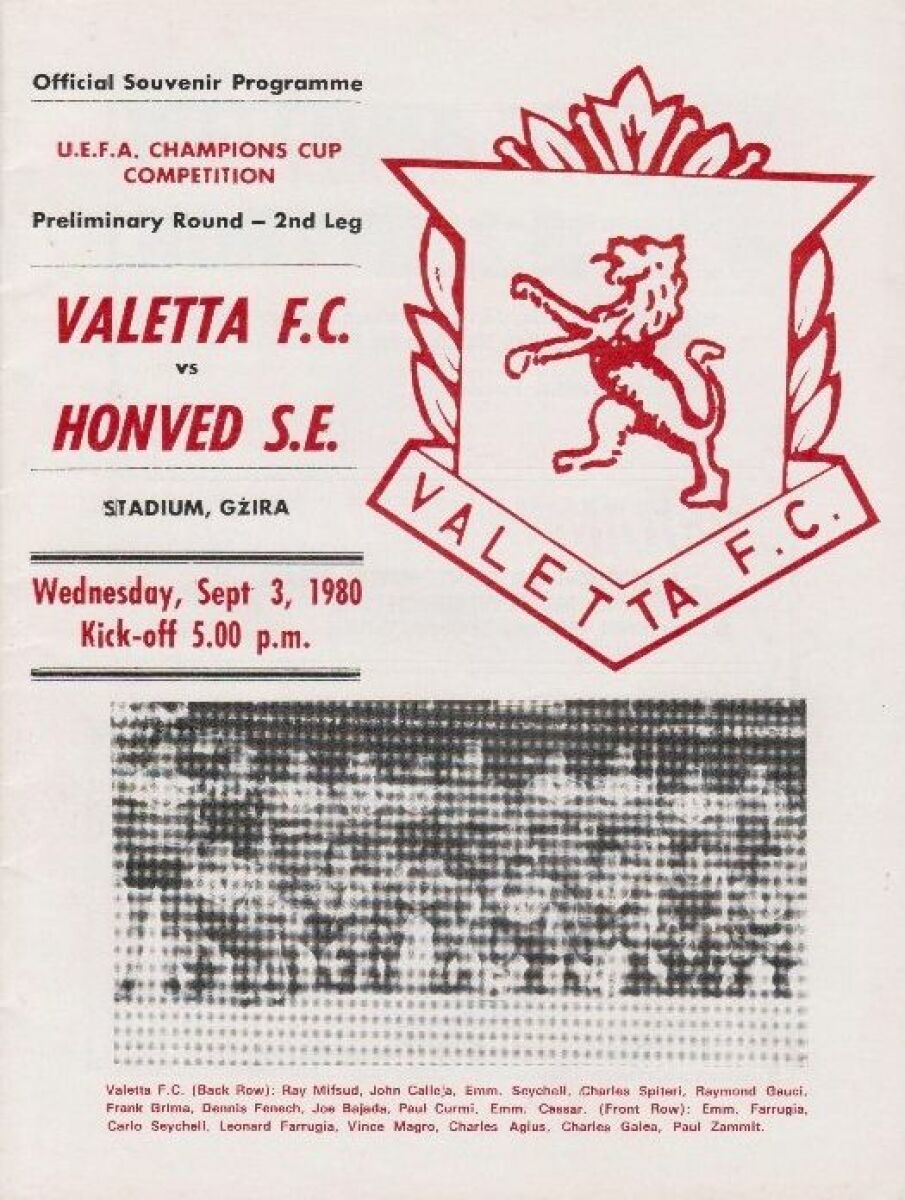 Official Souvenir Programme
U.E.F.A. CHAMPIONS CUP
COMPETITION
Preliminary Round – 2nd Leg
VALETTA F.C.
vs
HONVED S.E.
STADIUM, GŻIRA
Wednesday, Sept 3, 1980
Kick-off 5.00 p.m.
VALETTA F.C.
Valetta F.C. (Back Row): Ray Mifsud, John Calleja, Emm. Seychell, Charles Spiteri, Raymond Gauci,
Frank Grima, Dennis Fenech, Joe Bajada, Paul Curmi, Emm. Cassar. (Front Row): Emm. Farrugia,
Carlo Seychell, Leonard Farrugia, Vince Magro, Charles Agius, Charles Galea, Paul Zammit.